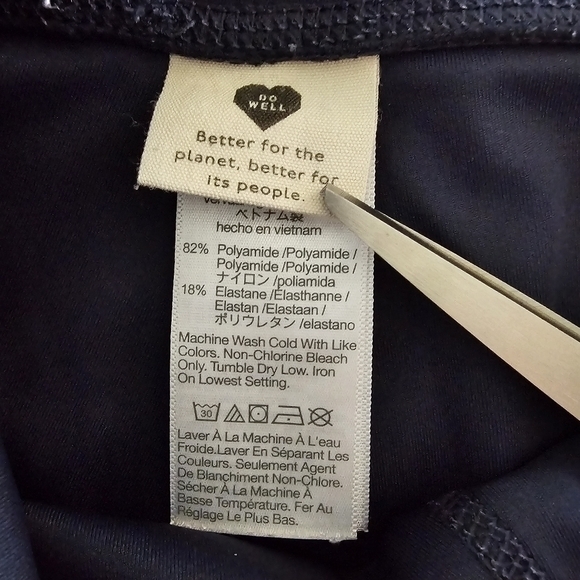 DO
WELL
Better for the
planet, better for
its people.
ベトナム製
hecho en vietnam
82% Polyamide /Polyamide /
Polyamide /Polyamide /
ナイロン /poliamida
18% Elastane /Élasthanne /
Elastan /Elastaan /
ポリウレタン /elastano
Machine Wash Cold With Like
Colors. Non-Chlorine Bleach
Only. Tumble Dry Low. Iron
On Lowest Setting.
30
Laver À La Machine À L'eau
Froide.Laver En Séparant Les
Couleurs. Seulement Agent
De Blanchiment Non-Chlore.
Sécher À La Machine À
Basse Température. Fer Au
Réglage Le Plus Bas.